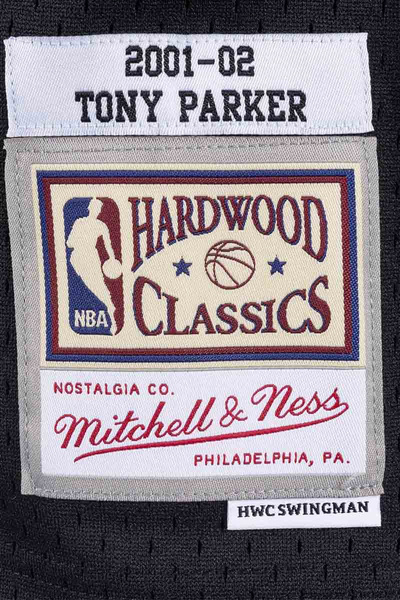 2001-02
TONY PARKER
HARDWOOD
NBA
CLASSICS
NOSTALGIA CO.
Mitchell & Ness
PHILADELPHIA, PA.
HWC SWINGMAN